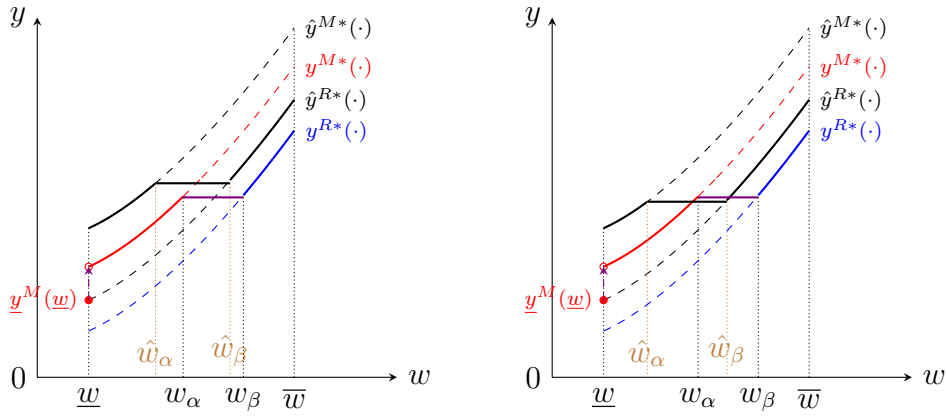 y
ŷ^{M*}(·)
y^{M*}(·)
ŷ^{R*}(·)
y^{R*}(·)
y̲^M(w̲)
ŵ_α
ŵ_β
0
w̲
w_α
w_β
w̅
w
y
ŷ^{M*}(·)
y^{M*}(·)
ŷ^{R*}(·)
y^{R*}(·)
y̲^M(w̲)
ŵ_α
ŵ_β
0
w̲
w_α
w_β
w̅
w